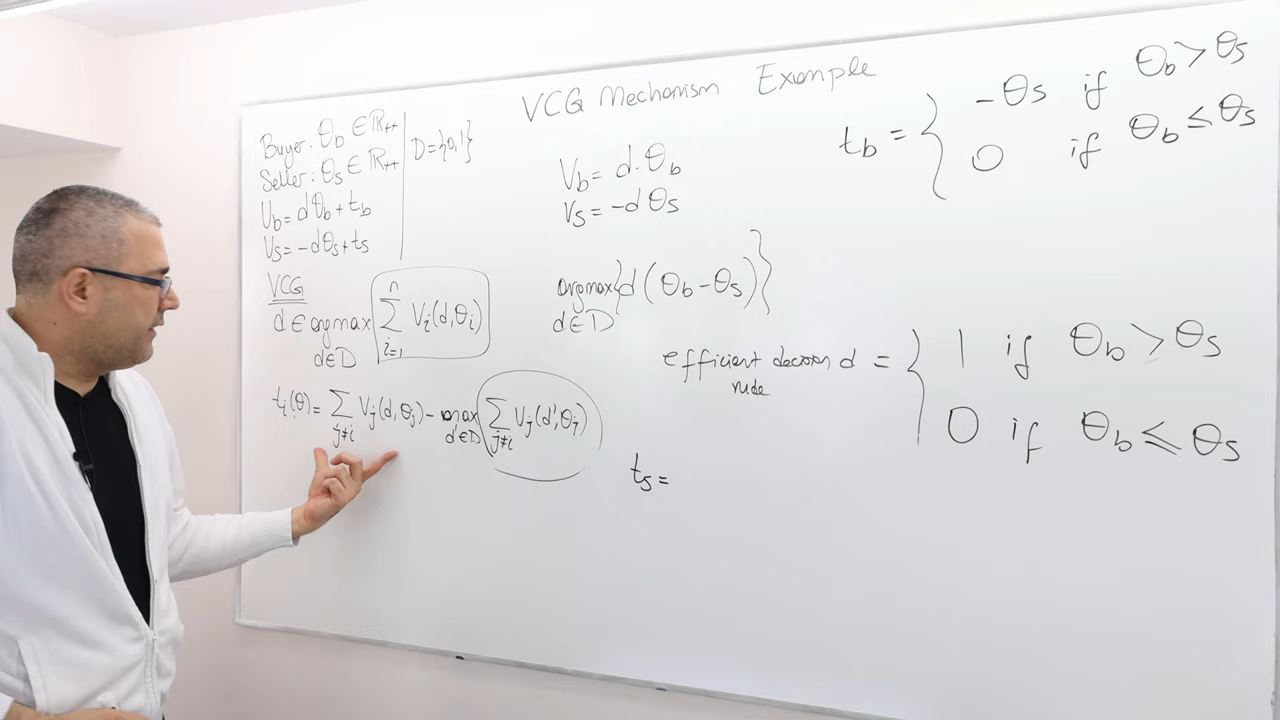 VCG Mechanism Example
Buyer: θb ∈ ℝ++
Seller: θs ∈ ℝ++
Ub = dθb + tb
Us = -dθs + ts
D = {0,1}
VCG
d ∈ argmax d∈D ∑ i=1 n Vi(d,θi)
ti(θ) = ∑ j≠i Vj(d,θj) - max d'∈D ∑ j≠i Vj(d',θj)
Vb = d·θb
Vs = -dθs
argmax d∈D {d(θb-θs)}
efficient decision rule d = { 1 if θb > θs
0 if θb ≤ θs
tb = { -θs if θb > θs
0 if θb ≤ θs
ts =